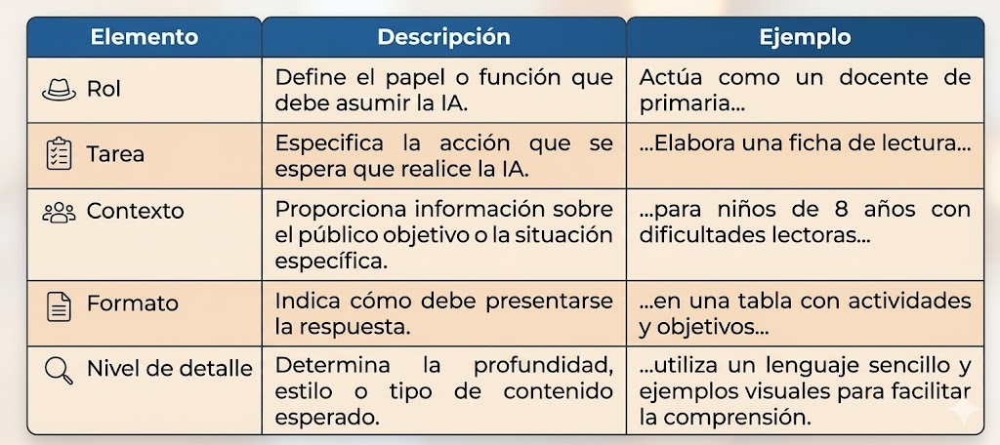 Elemento
Descripción
Ejemplo
Rol
Define el papel o función que
debe asumir la IA.
Actúa como un docente de
primaria...
Tarea
Especifica la acción que se
espera que realice la IA.
...Elabora una ficha de lectura...
Contexto
Proporciona información sobre
el público objetivo o la situación
específica.
...para niños de 8 años con
dificultades lectoras...
Formato
Indica cómo debe presentarse
la respuesta.
...en una tabla con actividades
y objetivos...
Nivel de detalle
Determina la profundidad,
estilo o tipo de contenido
esperado.
...utiliza un lenguaje sencillo y
ejemplos visuales para facilitar
la comprensión.